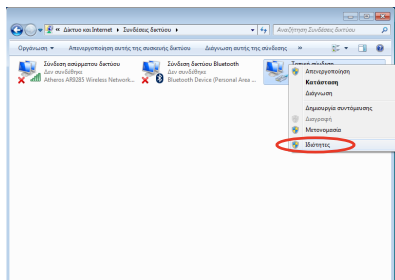 « Δίκτυο και Internet ▸ Συνδέσεις δικτύου ▸
Αναζήτηση Συνδέσεις δικτύου
Οργάνωση Απενεργοποίηση αυτής της συσκευής δικτύου Διάγνωση αυτής της σύνδεσης »
Σύνδεση ασύρματου δικτύου
Δεν συνδέθηκε
Atheros AR9285 Wireless Network...
Σύνδεση δικτύου Bluetooth
Δεν συνδέθηκε
Bluetooth Device (Personal Area ...
Τοπική σύνδεση
Απενεργοποίηση
Κατάσταση
Διάγνωση
Δημιουργία συντόμευσης
Διαγραφή
Μετονομασία
Ιδιότητες